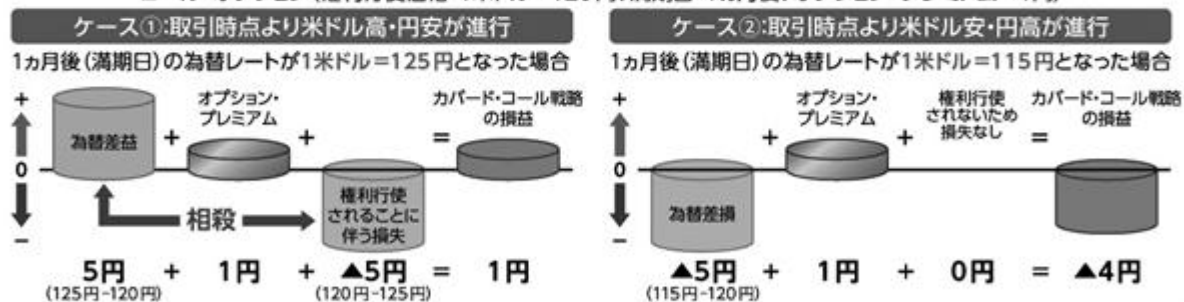 ケース①:取引時点より米ドル高・円安が進行
1ヵ月後(満期日)の為替レートが1米ドル=125円となった場合
+
0
−
為替差益
+
オプション・
プレミアム
+
権利行使
されることに
伴う損失
=
カバード・コール戦略
の損益
相殺
5円 + 1円 + ▲5円 = 1円
(125円-120円) (120円-125円)
ケース②:取引時点より米ドル安・円高が進行
1ヵ月後(満期日)の為替レートが1米ドル=115円となった場合
+
0
−
為替差損
+
オプション・
プレミアム
+
権利行使
されないため
損失なし
=
カバード・コール戦略
の損益
▲5円 + 1円 + 0円 = ▲4円
(115円-120円)